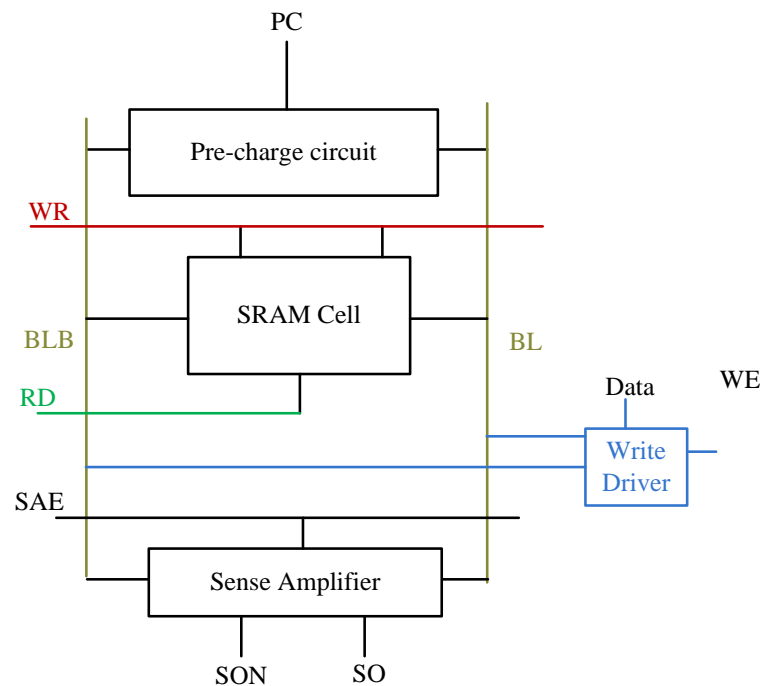 PC
Pre-charge circuit
WR
SRAM Cell
BLB
BL
RD
Data
WE
Write
Driver
SAE
Sense Amplifier
SON
SO